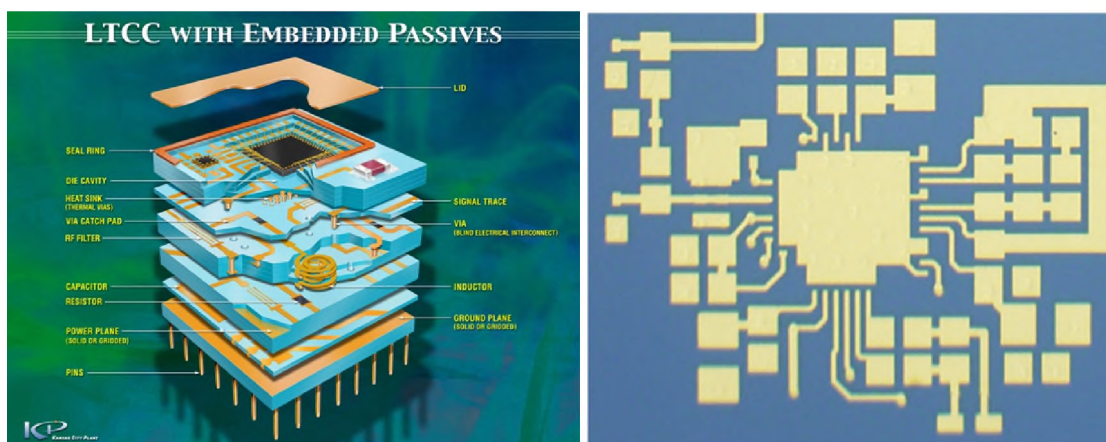 LTCC WITH EMBEDDED PASSIVES
LID
SEAL RING
DIE CAVITY
HEAT SINK
(THERMAL VIAS)
SIGNAL TRACE
VIA CATCH PAD
VIA
(BLIND ELECTRICAL INTERCONNECT)
RF FILTER
CAPACITOR
INDUCTOR
RESISTOR
GROUND PLANE
(SOLID OR GRIDDED)
POWER PLANE
(SOLID OR GRIDDED)
PINS
KCP KANSAS CITY PLANT